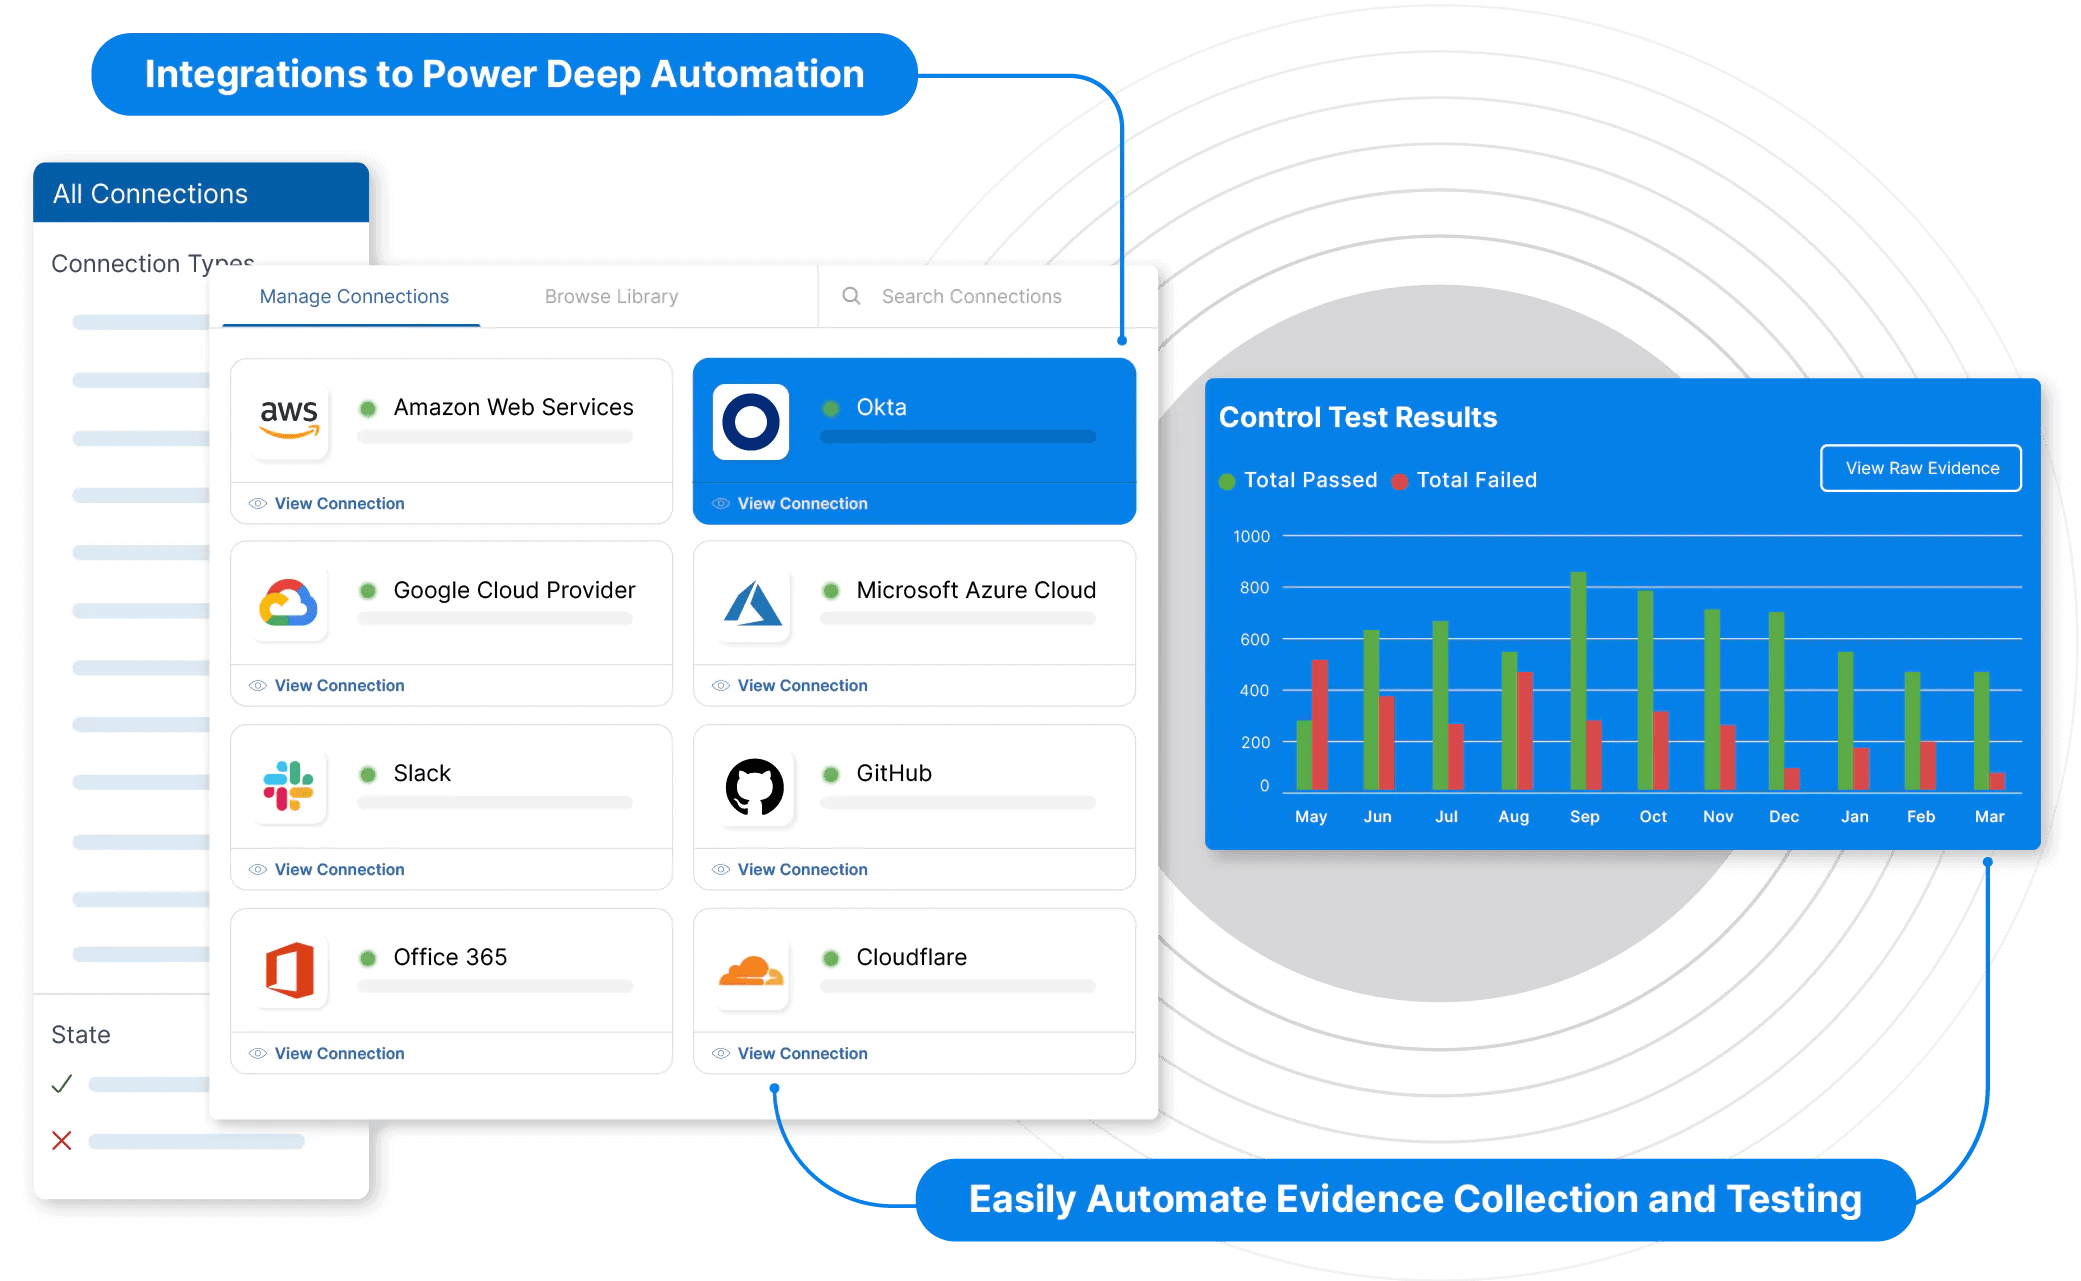 Integrations to Power Deep Automation
All Connections
Connection Types
Manage Connections
Browse Library
Search Connections
aws
Amazon Web Services
View Connection
Okta
View Connection
Google Cloud Provider
View Connection
Microsoft Azure Cloud
View Connection
Slack
View Connection
GitHub
View Connection
Office 365
View Connection
Cloudflare
View Connection
State
Control Test Results
Total Passed
Total Failed
View Raw Evidence
1000
800
600
400
200
0
May Jun Jul Aug Sep Oct Nov Dec Jan Feb Mar
Easily Automate Evidence Collection and Testing